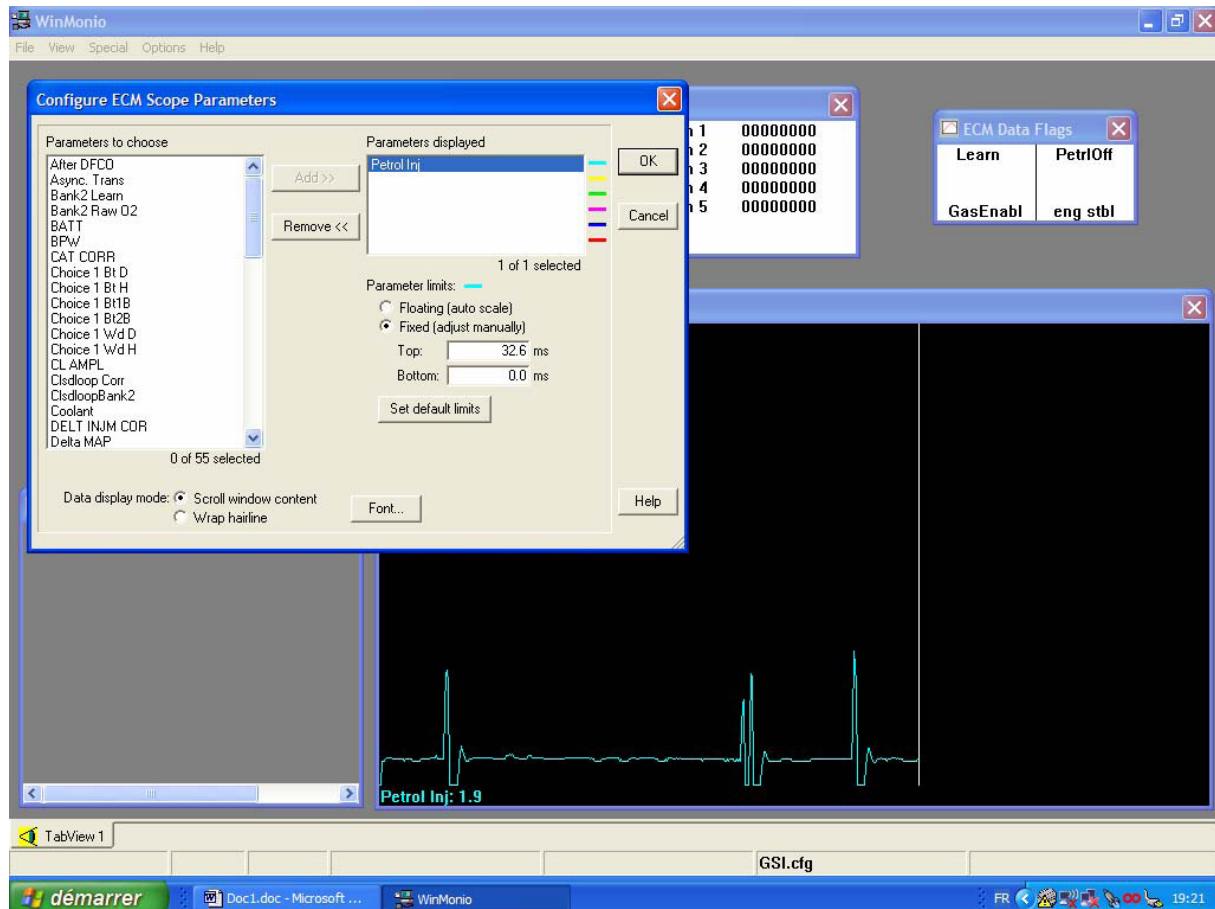 WinMonio
File View Special Options Help
Configure ECM Scope Parameters
Parameters to choose
After DFCO
Async. Trans
Bank2 Learn
Bank2 Raw O2
BATT
BPW
CAT CORR
Choice 1 Bt D
Choice 1 Bt H
Choice 1 Bt1B
Choice 1 Bt2B
Choice 1 Wd D
Choice 1 Wd H
CL AMPL
Clsdloop Corr
ClsdloopBank2
Coolant
DELT INJM COR
Delta MAP
0 of 55 selected
Add >>
Remove <<
Parameters displayed
Petrol Inj
1 of 1 selected
Parameter limits:
Floating (auto scale)
Fixed (adjust manually)
Top: 32.6 ms
Bottom: 0.0 ms
Set default limits
OK
Cancel
Help
Data display mode: Scroll window content
Wrap hairline
Font...
1 00000000
2 00000000
3 00000000
4 00000000
5 00000000
ECM Data Flags
Learn PetrlOff
GasEnabl eng stbl
Petrol Inj: 1.9
TabView 1
GSI.cfg
démarrer
Doc1.doc - Microsoft ...
WinMonio
FR
19:21